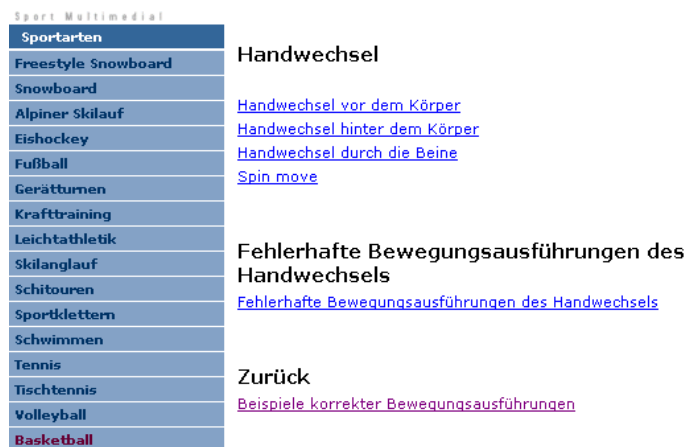 Sport Multimedial
Sportarten
Freestyle Snowboard
Snowboard
Alpiner Skilauf
Eishockey
Fußball
Gerätturnen
Krafttraining
Leichtathletik
Skilanglauf
Schitouren
Sportklettern
Schwimmen
Tennis
Tischtennis
Volleyball
Basketball
Handwechsel
Handwechsel vor dem Körper
Handwechsel hinter dem Körper
Handwechsel durch die Beine
Spin move
Fehlerhafte Bewegungsausführungen des
Handwechsels
Fehlerhafte Bewegungsausführungen des Handwechsels
Zurück
Beispiele korrekter Bewegungsausführungen